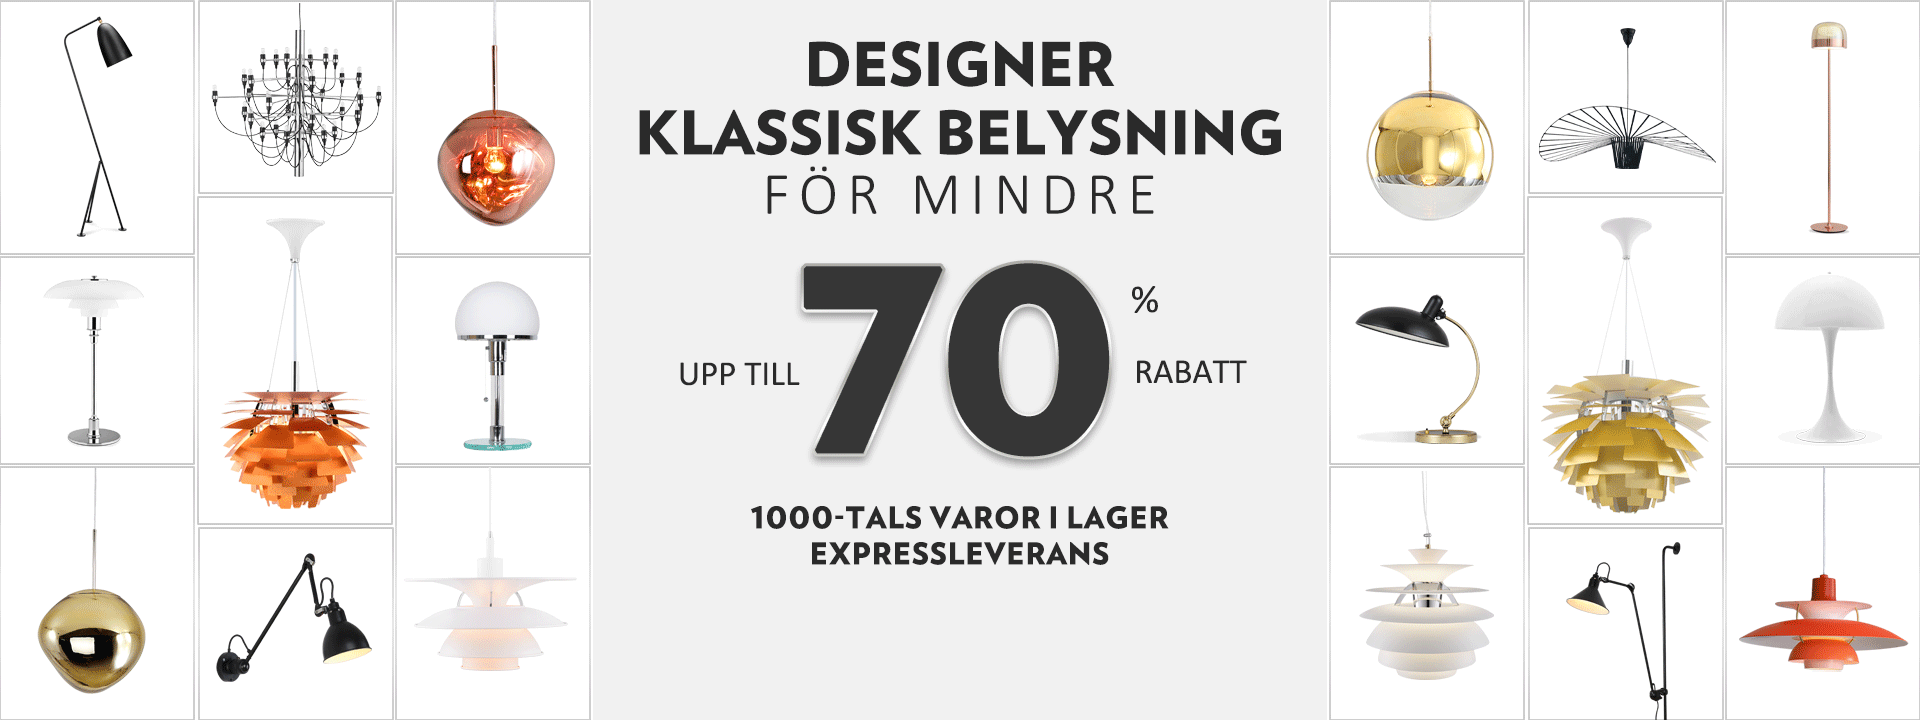 DESIGNER
KLASSISK BELYSNING
FÖR MINDRE
UPP TILL 70 % RABATT
1000-TALS VAROR I LAGER
EXPRESSLEVERANS